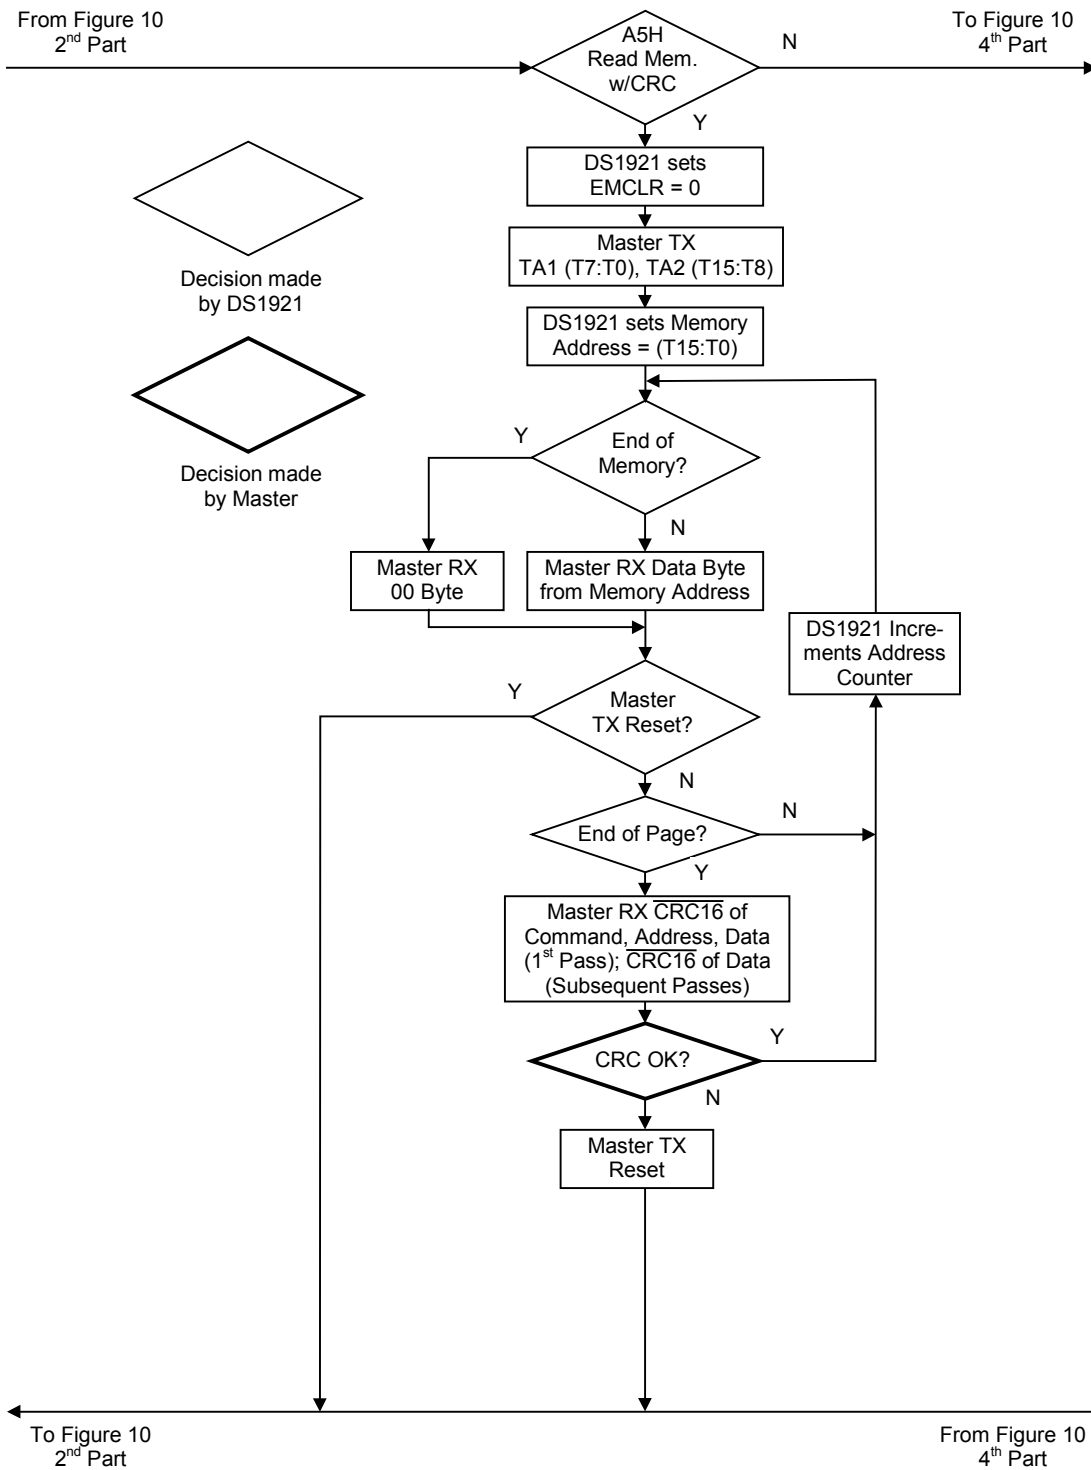 From Figure 10
2nd Part
A5H
Read Mem.
w/CRC
N
To Figure 10
4th Part
Y
DS1921 sets
EMCLR = 0
Decision made
by DS1921
Master TX
TA1 (T7:T0), TA2 (T15:T8)
DS1921 sets Memory
Address = (T15:T0)
Decision made
by Master
Y
End of
Memory?
N
Master RX
00 Byte
Master RX Data Byte
from Memory Address
DS1921 Incre-
ments Address
Counter
Y
Master
TX Reset?
N
End of Page?
N
Y
Master RX C̅R̅C̅1̅6̅ of
Command, Address, Data
(1st Pass); C̅R̅C̅1̅6̅ of Data
(Subsequent Passes)
CRC OK?
Y
N
Master TX
Reset
To Figure 10
2nd Part
From Figure 10
4th Part